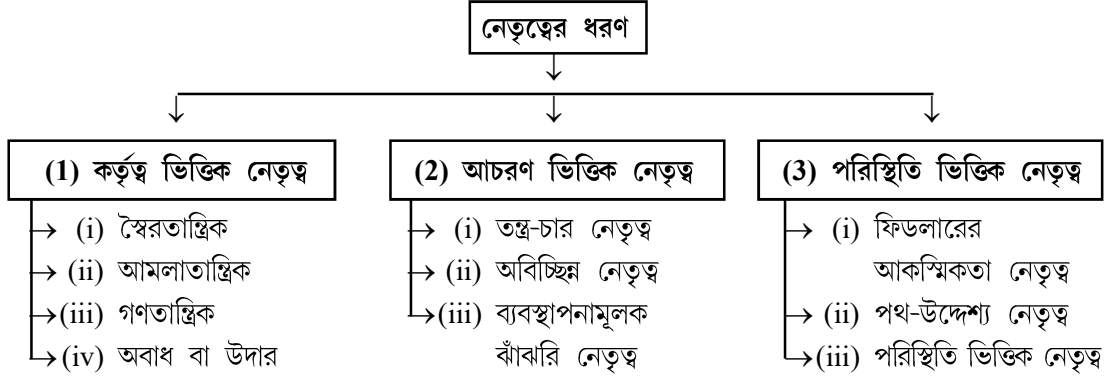 নেতৃত্বের ধরণ
(1) কর্তৃত্ব ভিত্তিক নেতৃত্ব
(i) স্বৈরতান্ত্রিক
(ii) আমলাতান্ত্রিক
(iii) গণতান্ত্রিক
(iv) অবাধ বা উদার
(2) আচরণ ভিত্তিক নেতৃত্ব
(i) তন্ত্র-চার নেতৃত্ব
(ii) অবিচ্ছিন্ন নেতৃত্ব
(iii) ব্যবস্থাপনামূলক
ঝাঁঝরি নেতৃত্ব
(3) পরিস্থিতি ভিত্তিক নেতৃত্ব
(i) ফিডলারের
আকস্মিকতা নেতৃত্ব
(ii) পথ-উদ্দেশ্য নেতৃত্ব
(iii) পরিস্থিতি ভিত্তিক নেতৃত্ব